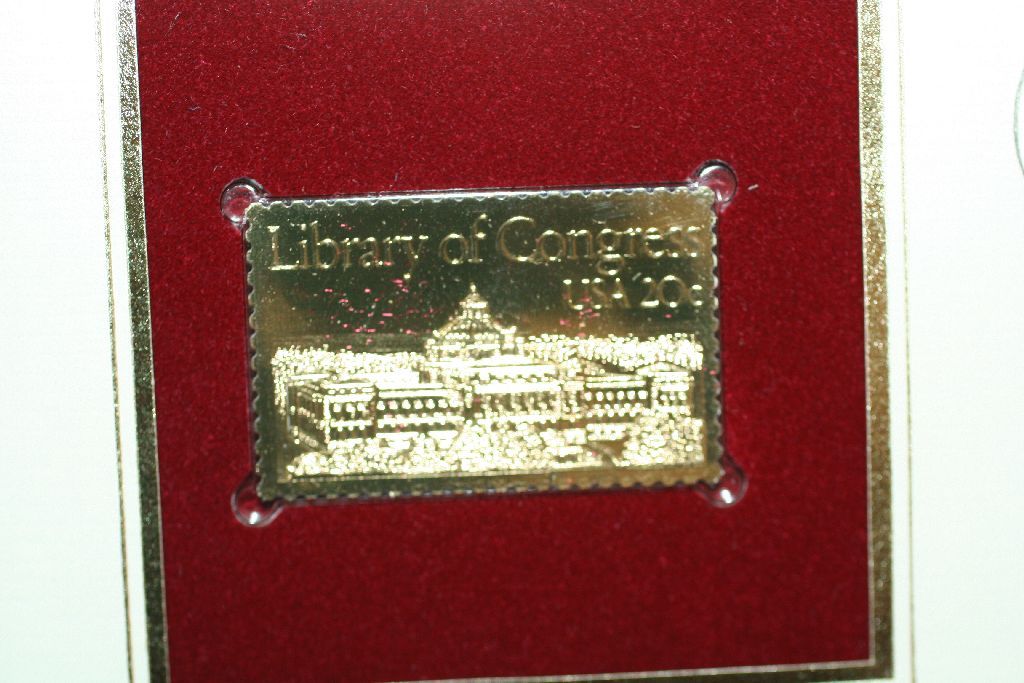 Library of Congress
USA 20c